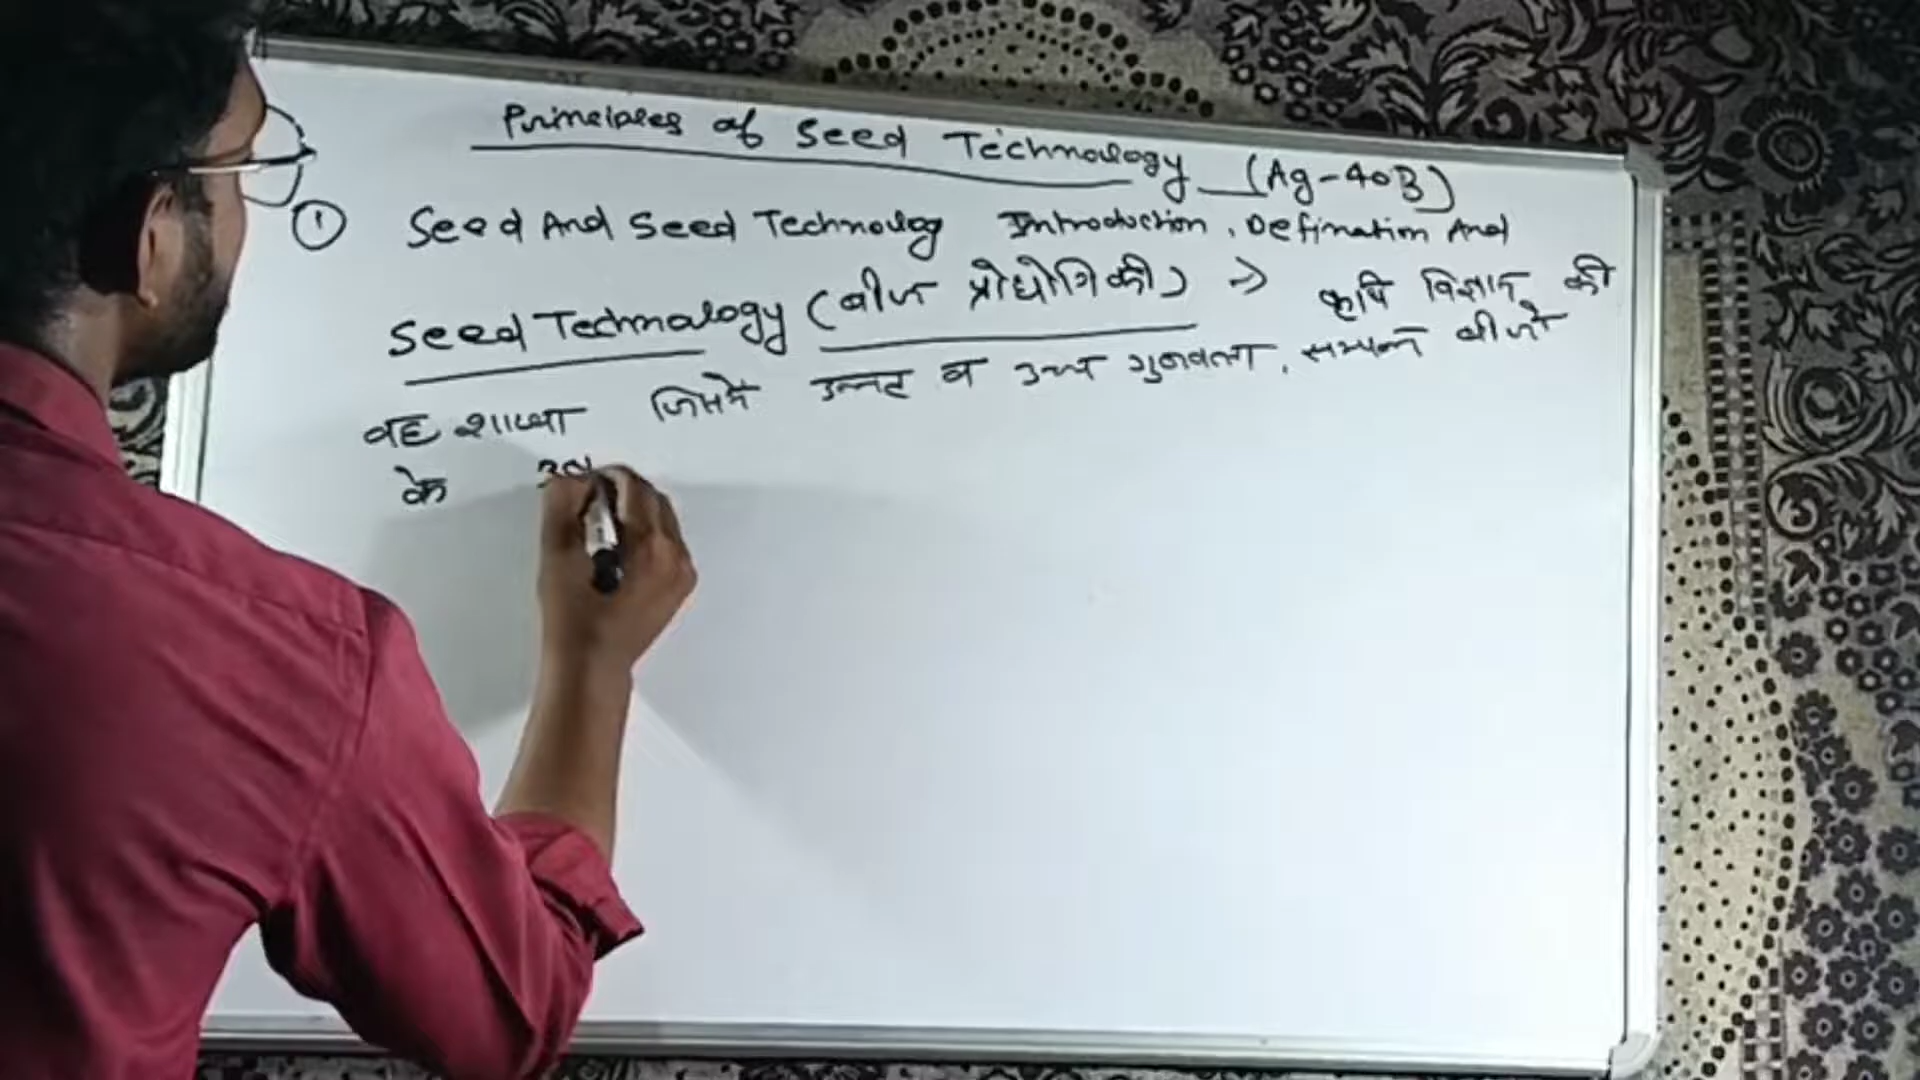 Principles of Seed Technology (Ag-403)
① Seed And Seed Technology Introduction, Defination And
Seed Technology (बीज प्रोधोगिकी) → कृषि विज्ञान की
वह शाखा जिसमे उन्नत व उच्च गुणवत्ता, सम्पन्न बीजो
के